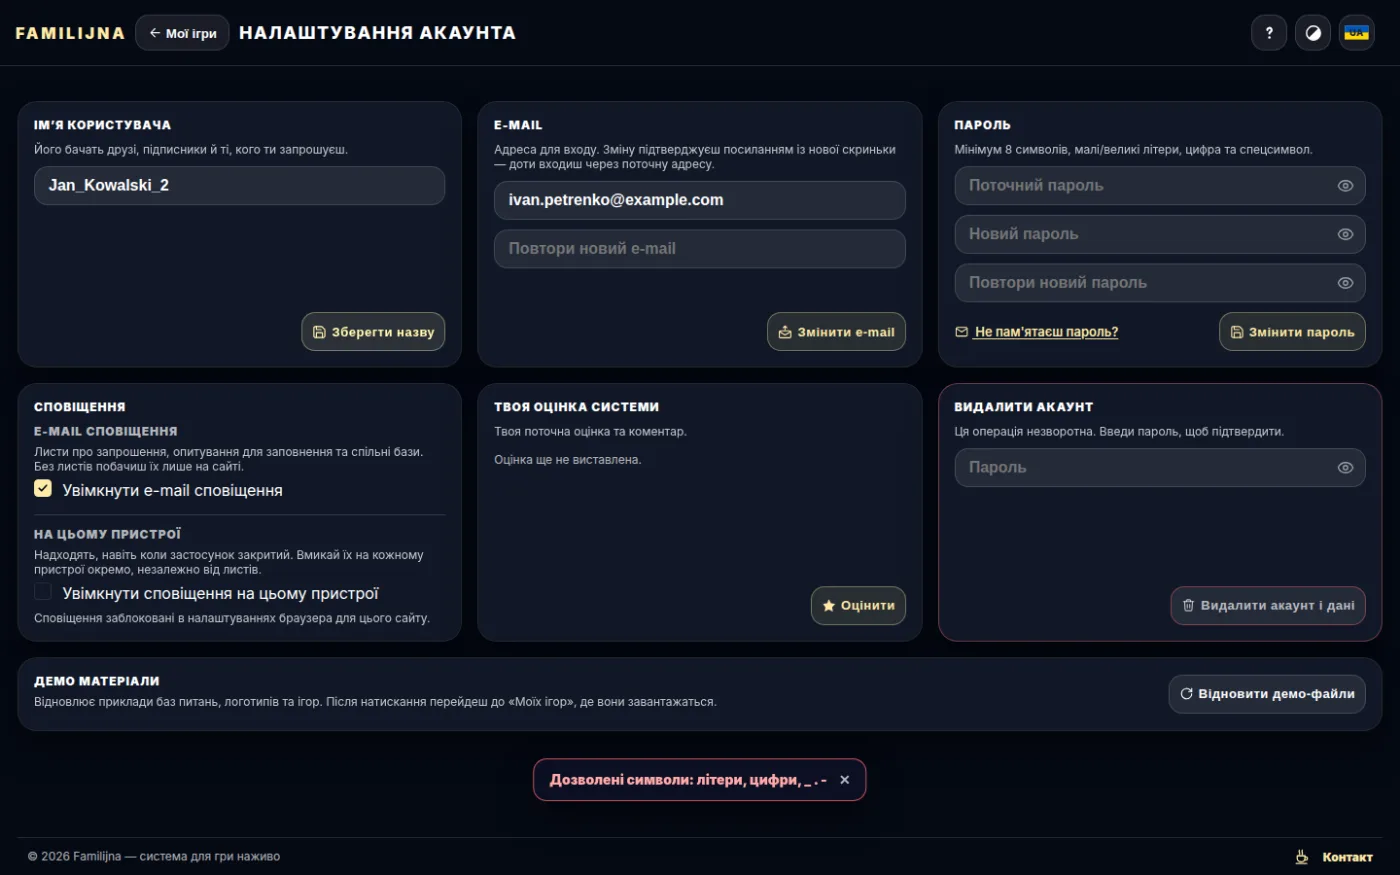 FAMILIJNA
← Мої ігри
НАЛАШТУВАННЯ АКАУНТА
?
UA
ІМ'Я КОРИСТУВАЧА
Його бачать друзі, підписники й ті, кого ти запрошуєш.
Jan_Kowalski_2
Зберегти назву
E-MAIL
Адреса для входу. Зміну підтверджуєш посиланням із нової скриньки
— доти входиш через поточну адресу.
ivan.petrenko@example.com
Повтори новий e-mail
Змінити e-mail
ПАРОЛЬ
Мінімум 8 символів, малі/великі літери, цифра та спецсимвол.
Поточний пароль
Новий пароль
Повтори новий пароль
Не пам'ятаєш пароль?
Змінити пароль
СПОВІЩЕННЯ
E-MAIL СПОВІЩЕННЯ
Листи про запрошення, опитування для заповнення та спільні бази.
Без листів побачиш їх лише на сайті.
Увімкнути e-mail сповіщення
НА ЦЬОМУ ПРИСТРОЇ
Надходять, навіть коли застосунок закритий. Вмикай їх на кожному
пристрої окремо, незалежно від листів.
Увімкнути сповіщення на цьому пристрої
Сповіщення заблоковані в налаштуваннях браузера для цього сайту.
ТВОЯ ОЦІНКА СИСТЕМИ
Твоя поточна оцінка та коментар.
Оцінка ще не виставлена.
Оцінити
ВИДАЛИТИ АКАУНТ
Ця операція незворотна. Введи пароль, щоб підтвердити.
Пароль
Видалити акаунт і дані
ДЕМО МАТЕРІАЛИ
Відновлює приклади баз питань, логотипів та ігор. Після натискання перейдеш до «Моїх ігор», де вони завантажаться.
Відновити демо-файли
Дозволені символи: літери, цифри, _ . -
© 2026 Familijna — система для гри наживо
Контакт